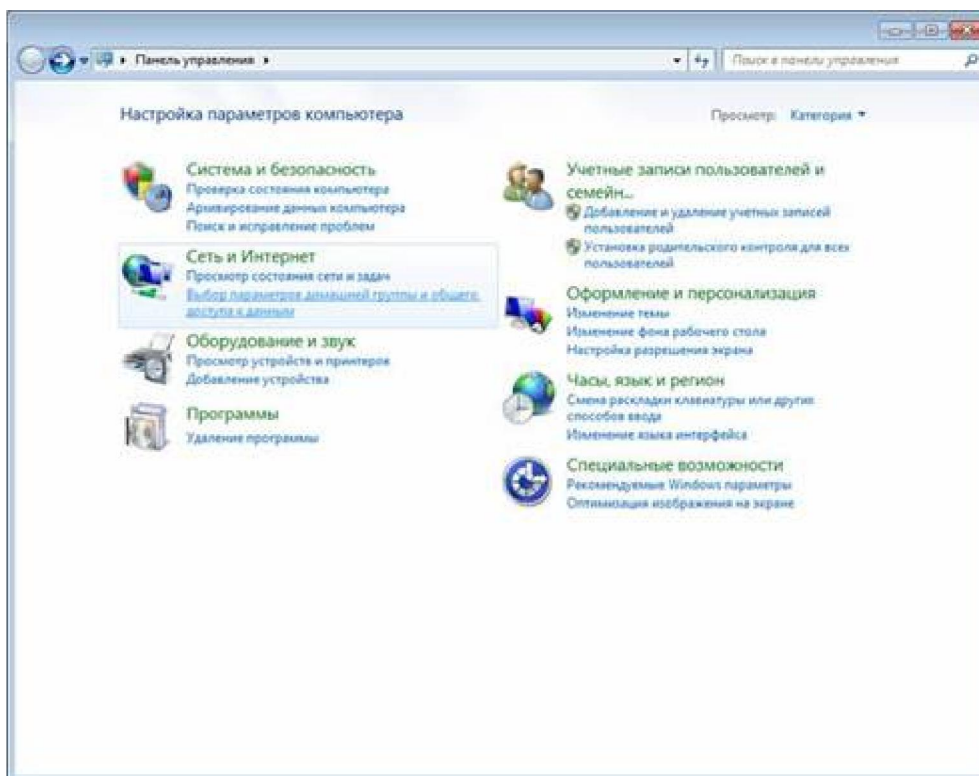 Панель управления
Поиск в панели управления
Настройка параметров компьютера
Просмотр: Категория
Система и безопасность
Проверка состояния компьютера
Архивирование данных компьютера
Поиск и исправление проблем
Сеть и Интернет
Просмотр состояния сети и задач
Выбор параметров домашней группы и общего
доступа к данным
Оборудование и звук
Просмотр устройств и принтеров
Добавление устройства
Программы
Удаление программы
Учетные записи пользователей и
семейн...
Добавление и удаление учетных записей
пользователей
Установка родительского контроля для всех
пользователей
Оформление и персонализация
Изменение темы
Изменение фона рабочего стола
Настройка разрешения экрана
Часы, язык и регион
Смена раскладки клавиатуры или других
способов ввода
Изменение языка интерфейса
Специальные возможности
Рекомендуемые Windows параметры
Оптимизация изображения на экране